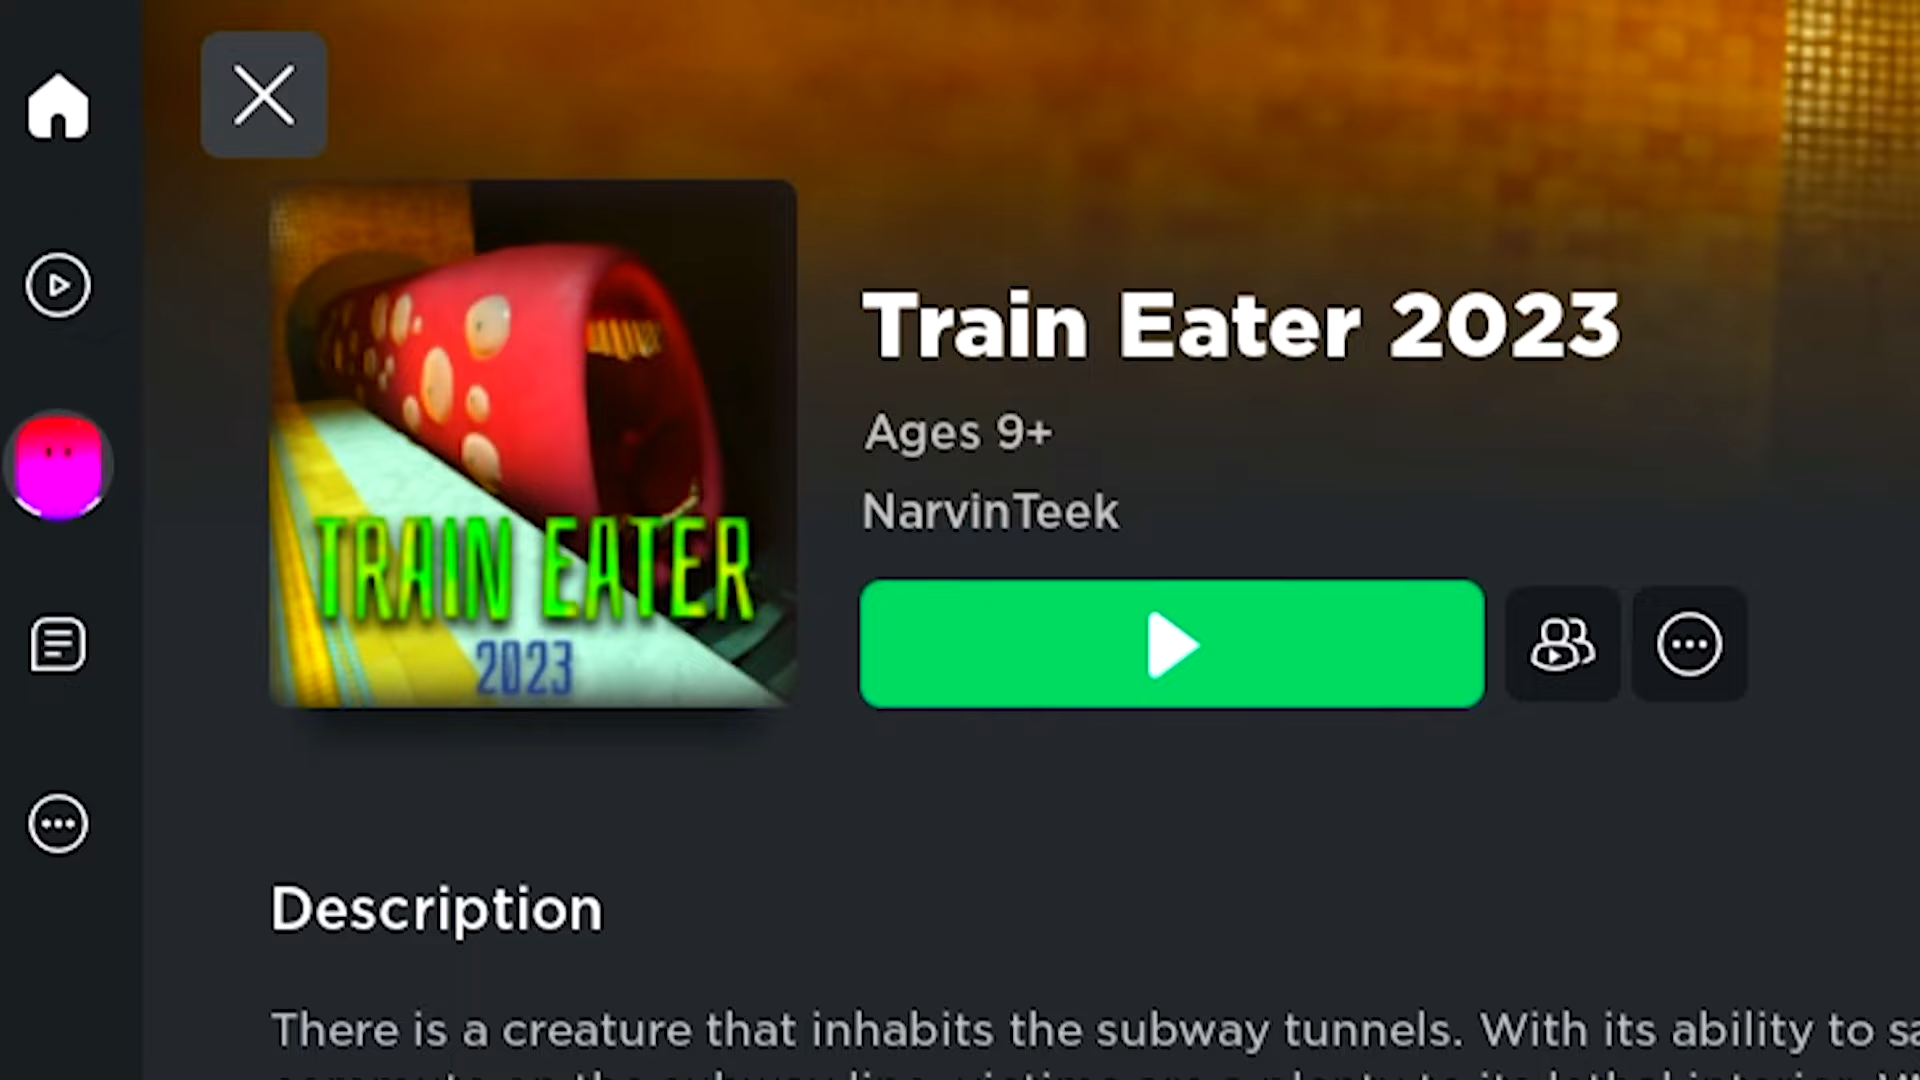 Train Eater 2023
Ages 9+
NarvinTeek
TRAIN EATER
2023
Description
There is a creature that inhabits the subway tunnels. With its ability to